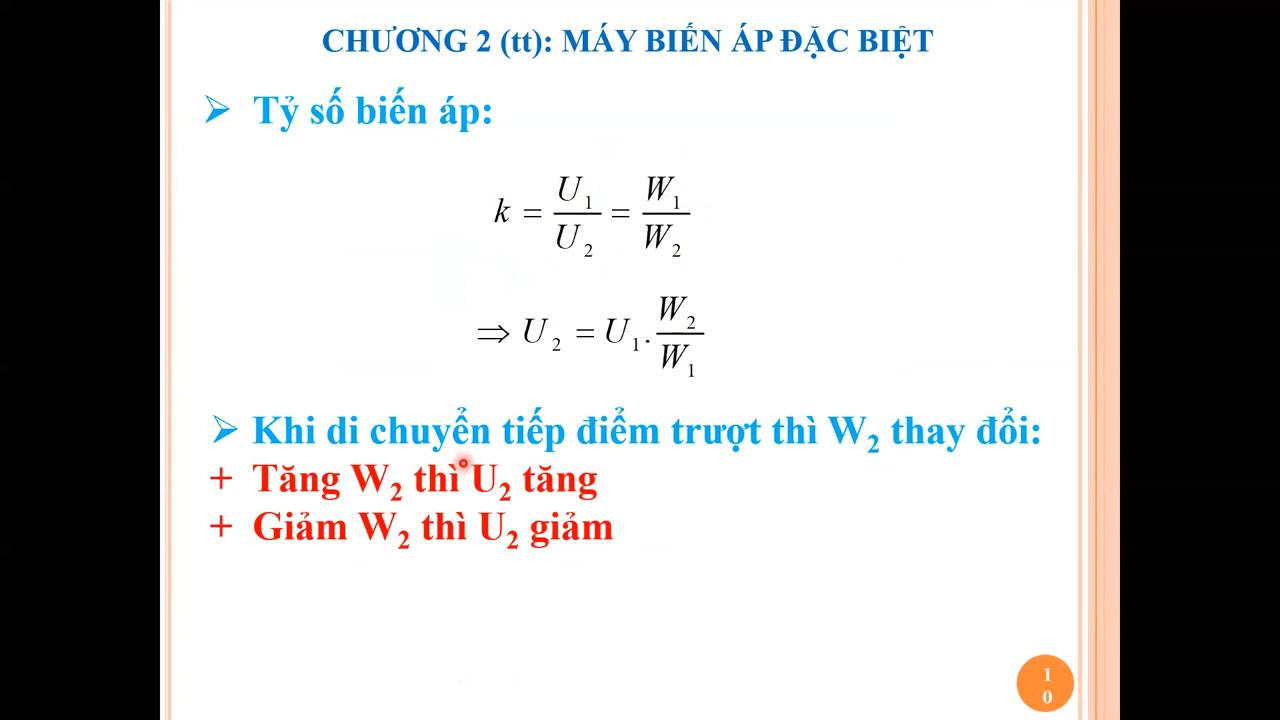 CHƯƠNG 2 (tt): MÁY BIẾN ÁP ĐẶC BIỆT
➢ Tỷ số biến áp:
k = U₁/U₂ = W₁/W₂
⇒ U₂ = U₁.W₂/W₁
➢ Khi di chuyển tiếp điểm trượt thì W₂ thay đổi:
+ Tăng W₂ thì U₂ tăng
+ Giảm W₂ thì U₂ giảm
1
0